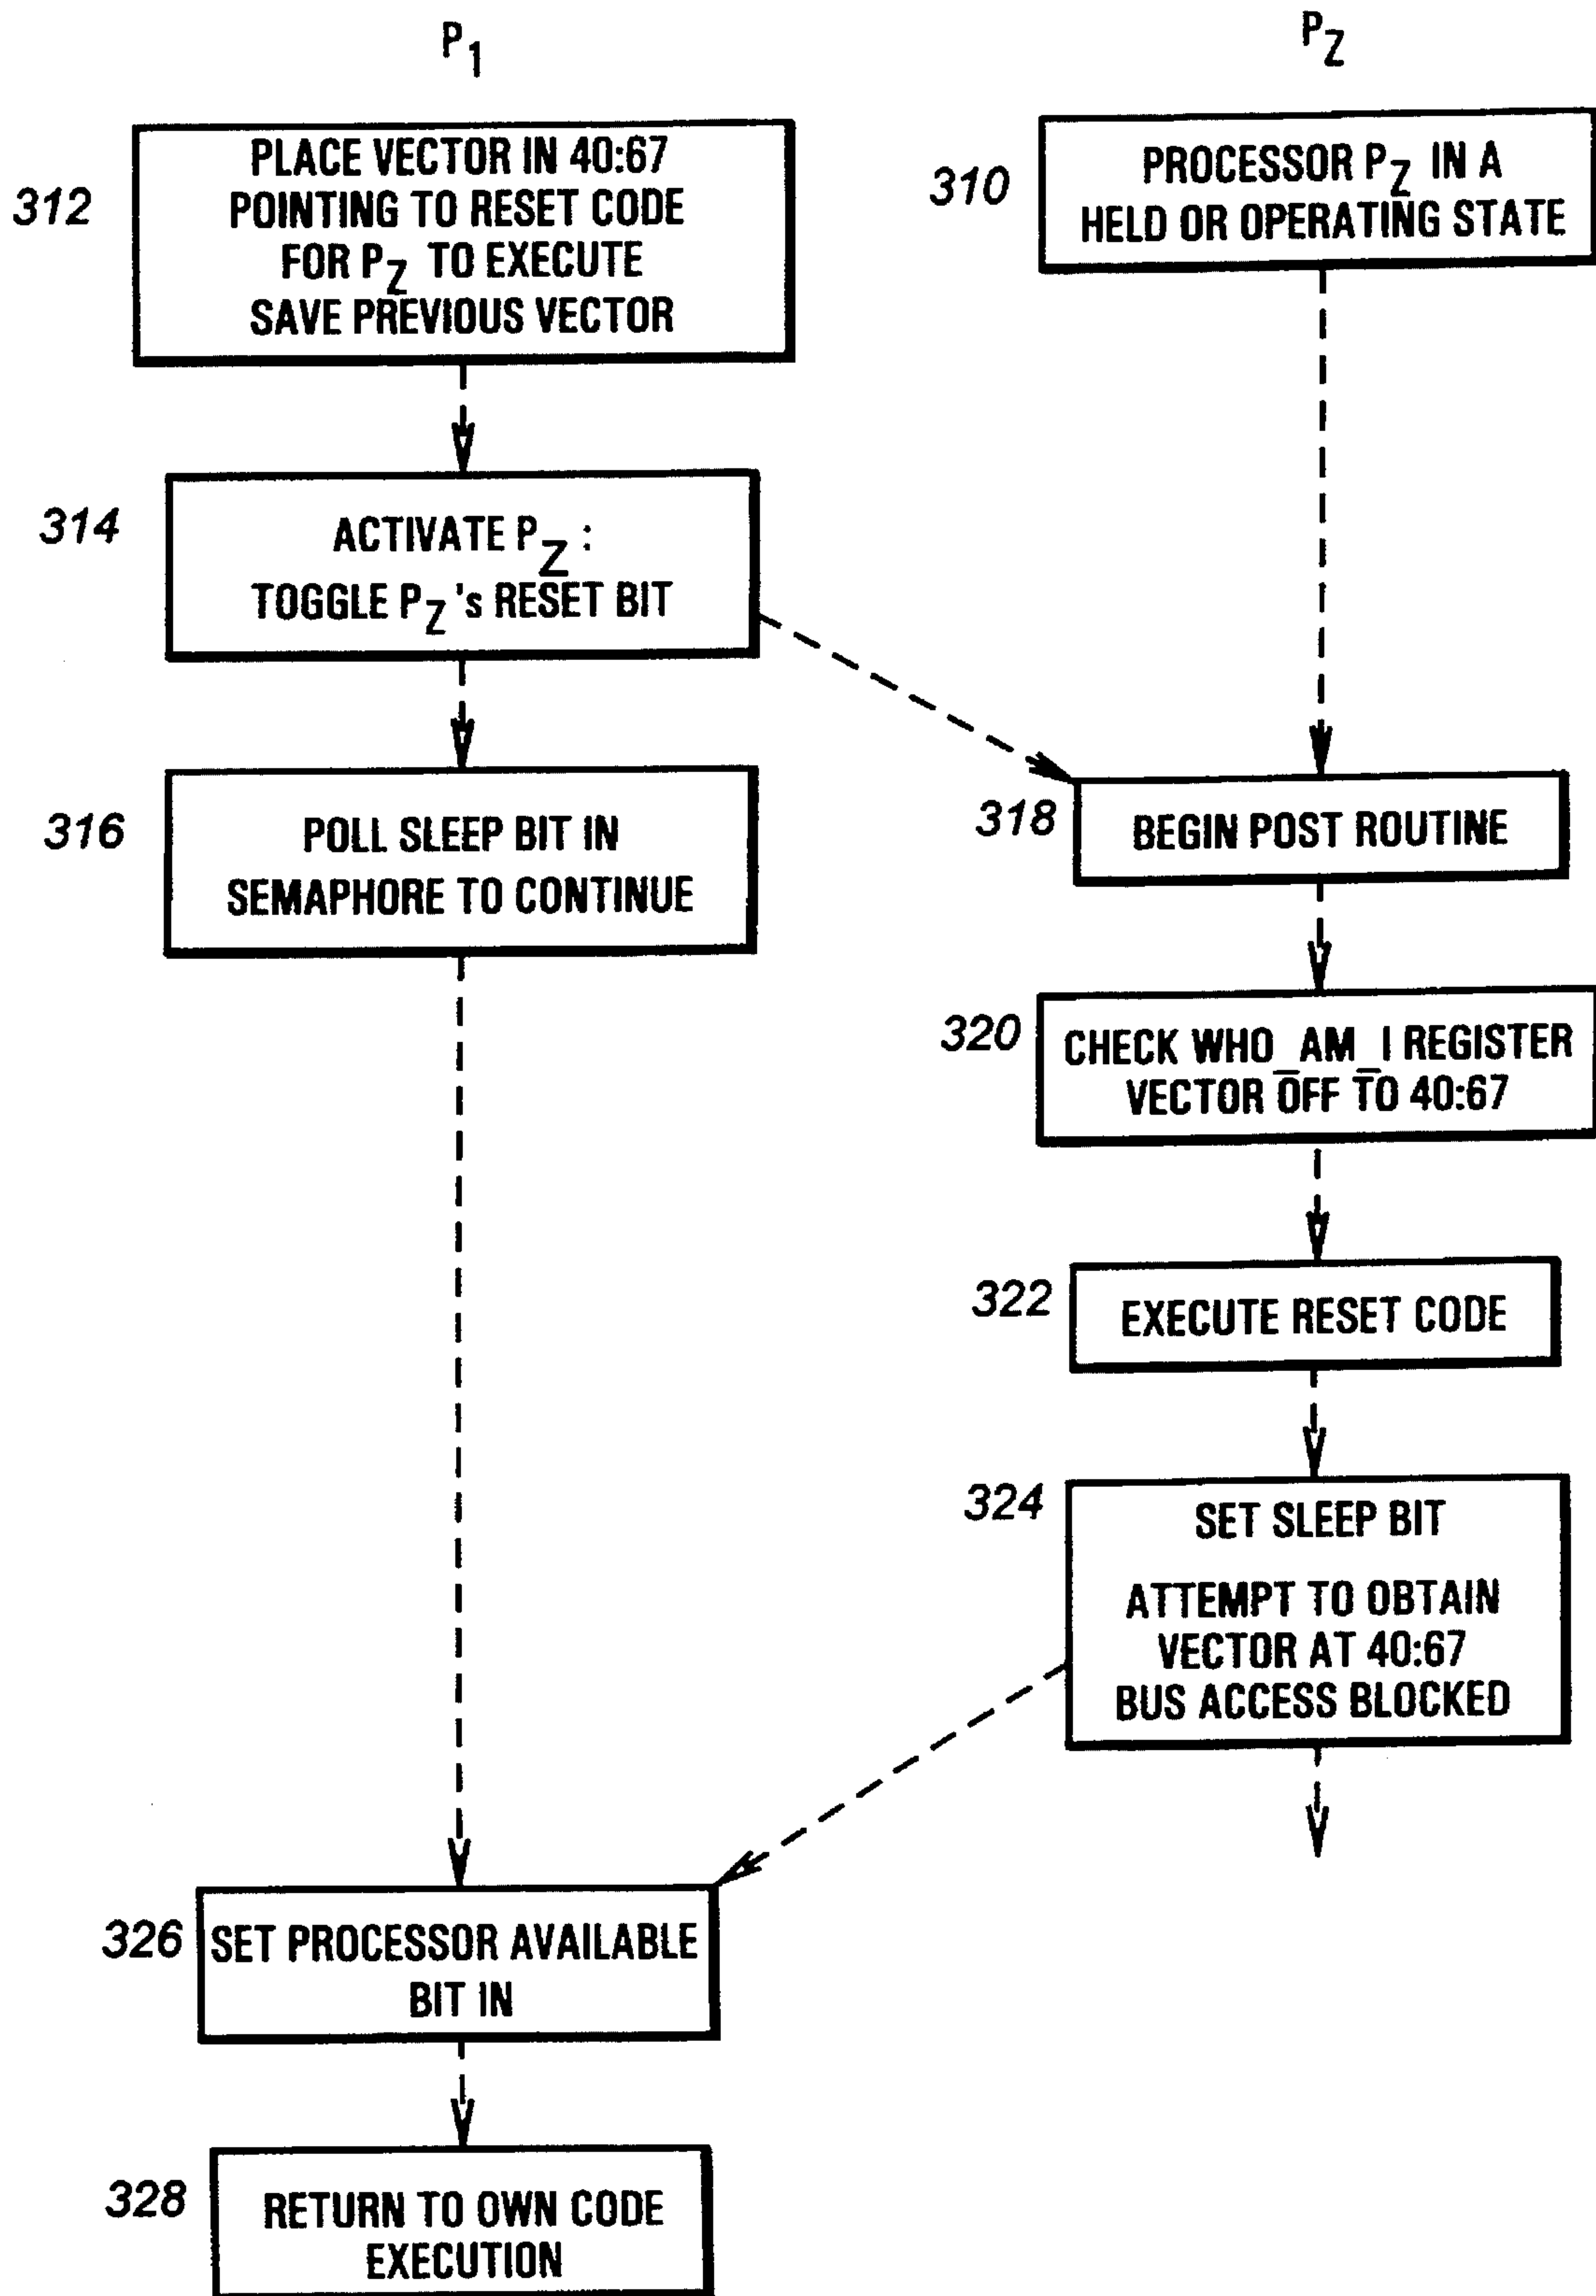 P1
PZ
312
PLACE VECTOR IN 40:67
POINTING TO RESET CODE
FOR PZ TO EXECUTE
SAVE PREVIOUS VECTOR
310
PROCESSOR PZ IN A
HELD OR OPERATING STATE
314
ACTIVATE PZ :
TOGGLE PZ's RESET BIT
316
POLL SLEEP BIT IN
SEMAPHORE TO CONTINUE
318
BEGIN POST ROUTINE
320
CHECK WHO_AM_I REGISTER
VECTOR OFF TO 40:67
322
EXECUTE RESET CODE
324
SET SLEEP BIT
ATTEMPT TO OBTAIN
VECTOR AT 40:67
BUS ACCESS BLOCKED
326
SET PROCESSOR AVAILABLE
BIT IN
328
RETURN TO OWN CODE
EXECUTION